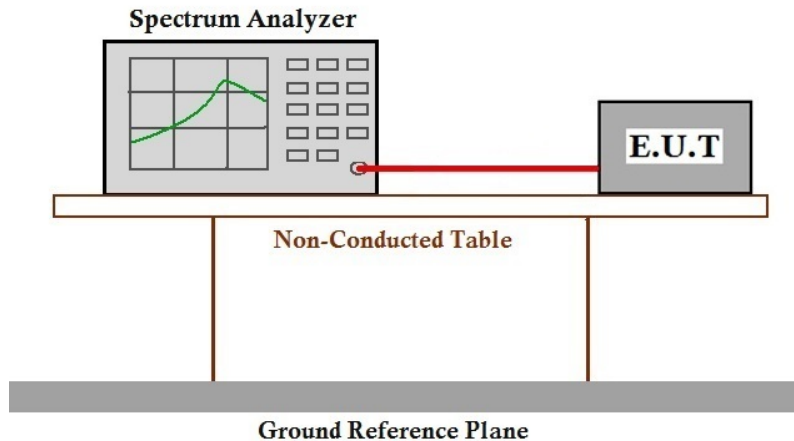 Spectrum Analyzer
E.U.T
Non-Conducted Table
Ground Reference Plane